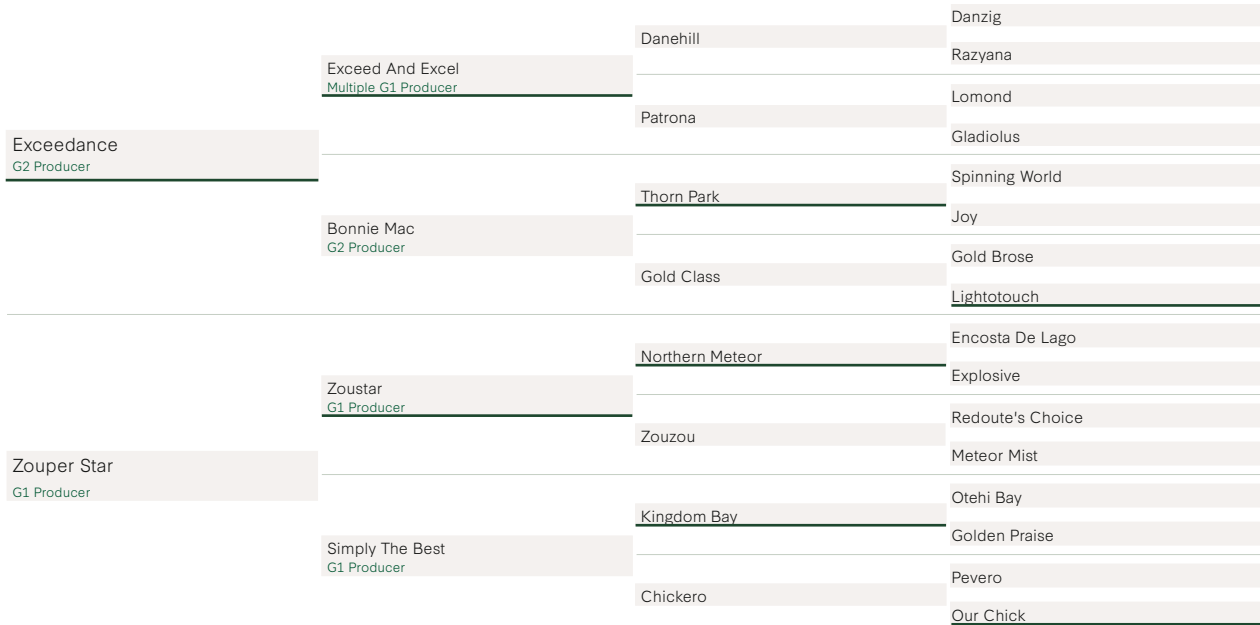 Exceedance
G2 Producer
Zouper Star
G1 Producer
Exceed And Excel
Multiple G1 Producer
Bonnie Mac
G2 Producer
Zoustar
G1 Producer
Simply The Best
G1 Producer
Danehill
Patrona
Thorn Park
Gold Class
Northern Meteor
Zouzou
Kingdom Bay
Chickero
Danzig
Razyana
Lomond
Gladiolus
Spinning World
Joy
Gold Brose
Lightotouch
Encosta De Lago
Explosive
Redoute's Choice
Meteor Mist
Otehi Bay
Golden Praise
Pevero
Our Chick